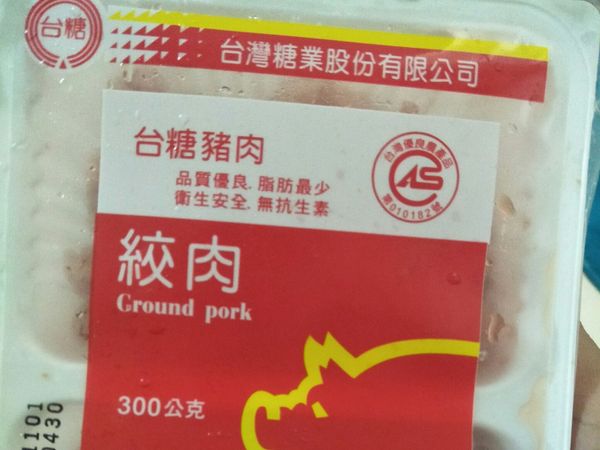 台糖
台灣糖業股份有限公司
台糖豬肉
品質優良.脂肪最少
衛生安全.無抗生素
台灣優良農產品
CAS
第010182號
絞肉
Ground pork
300公克
1101
0430